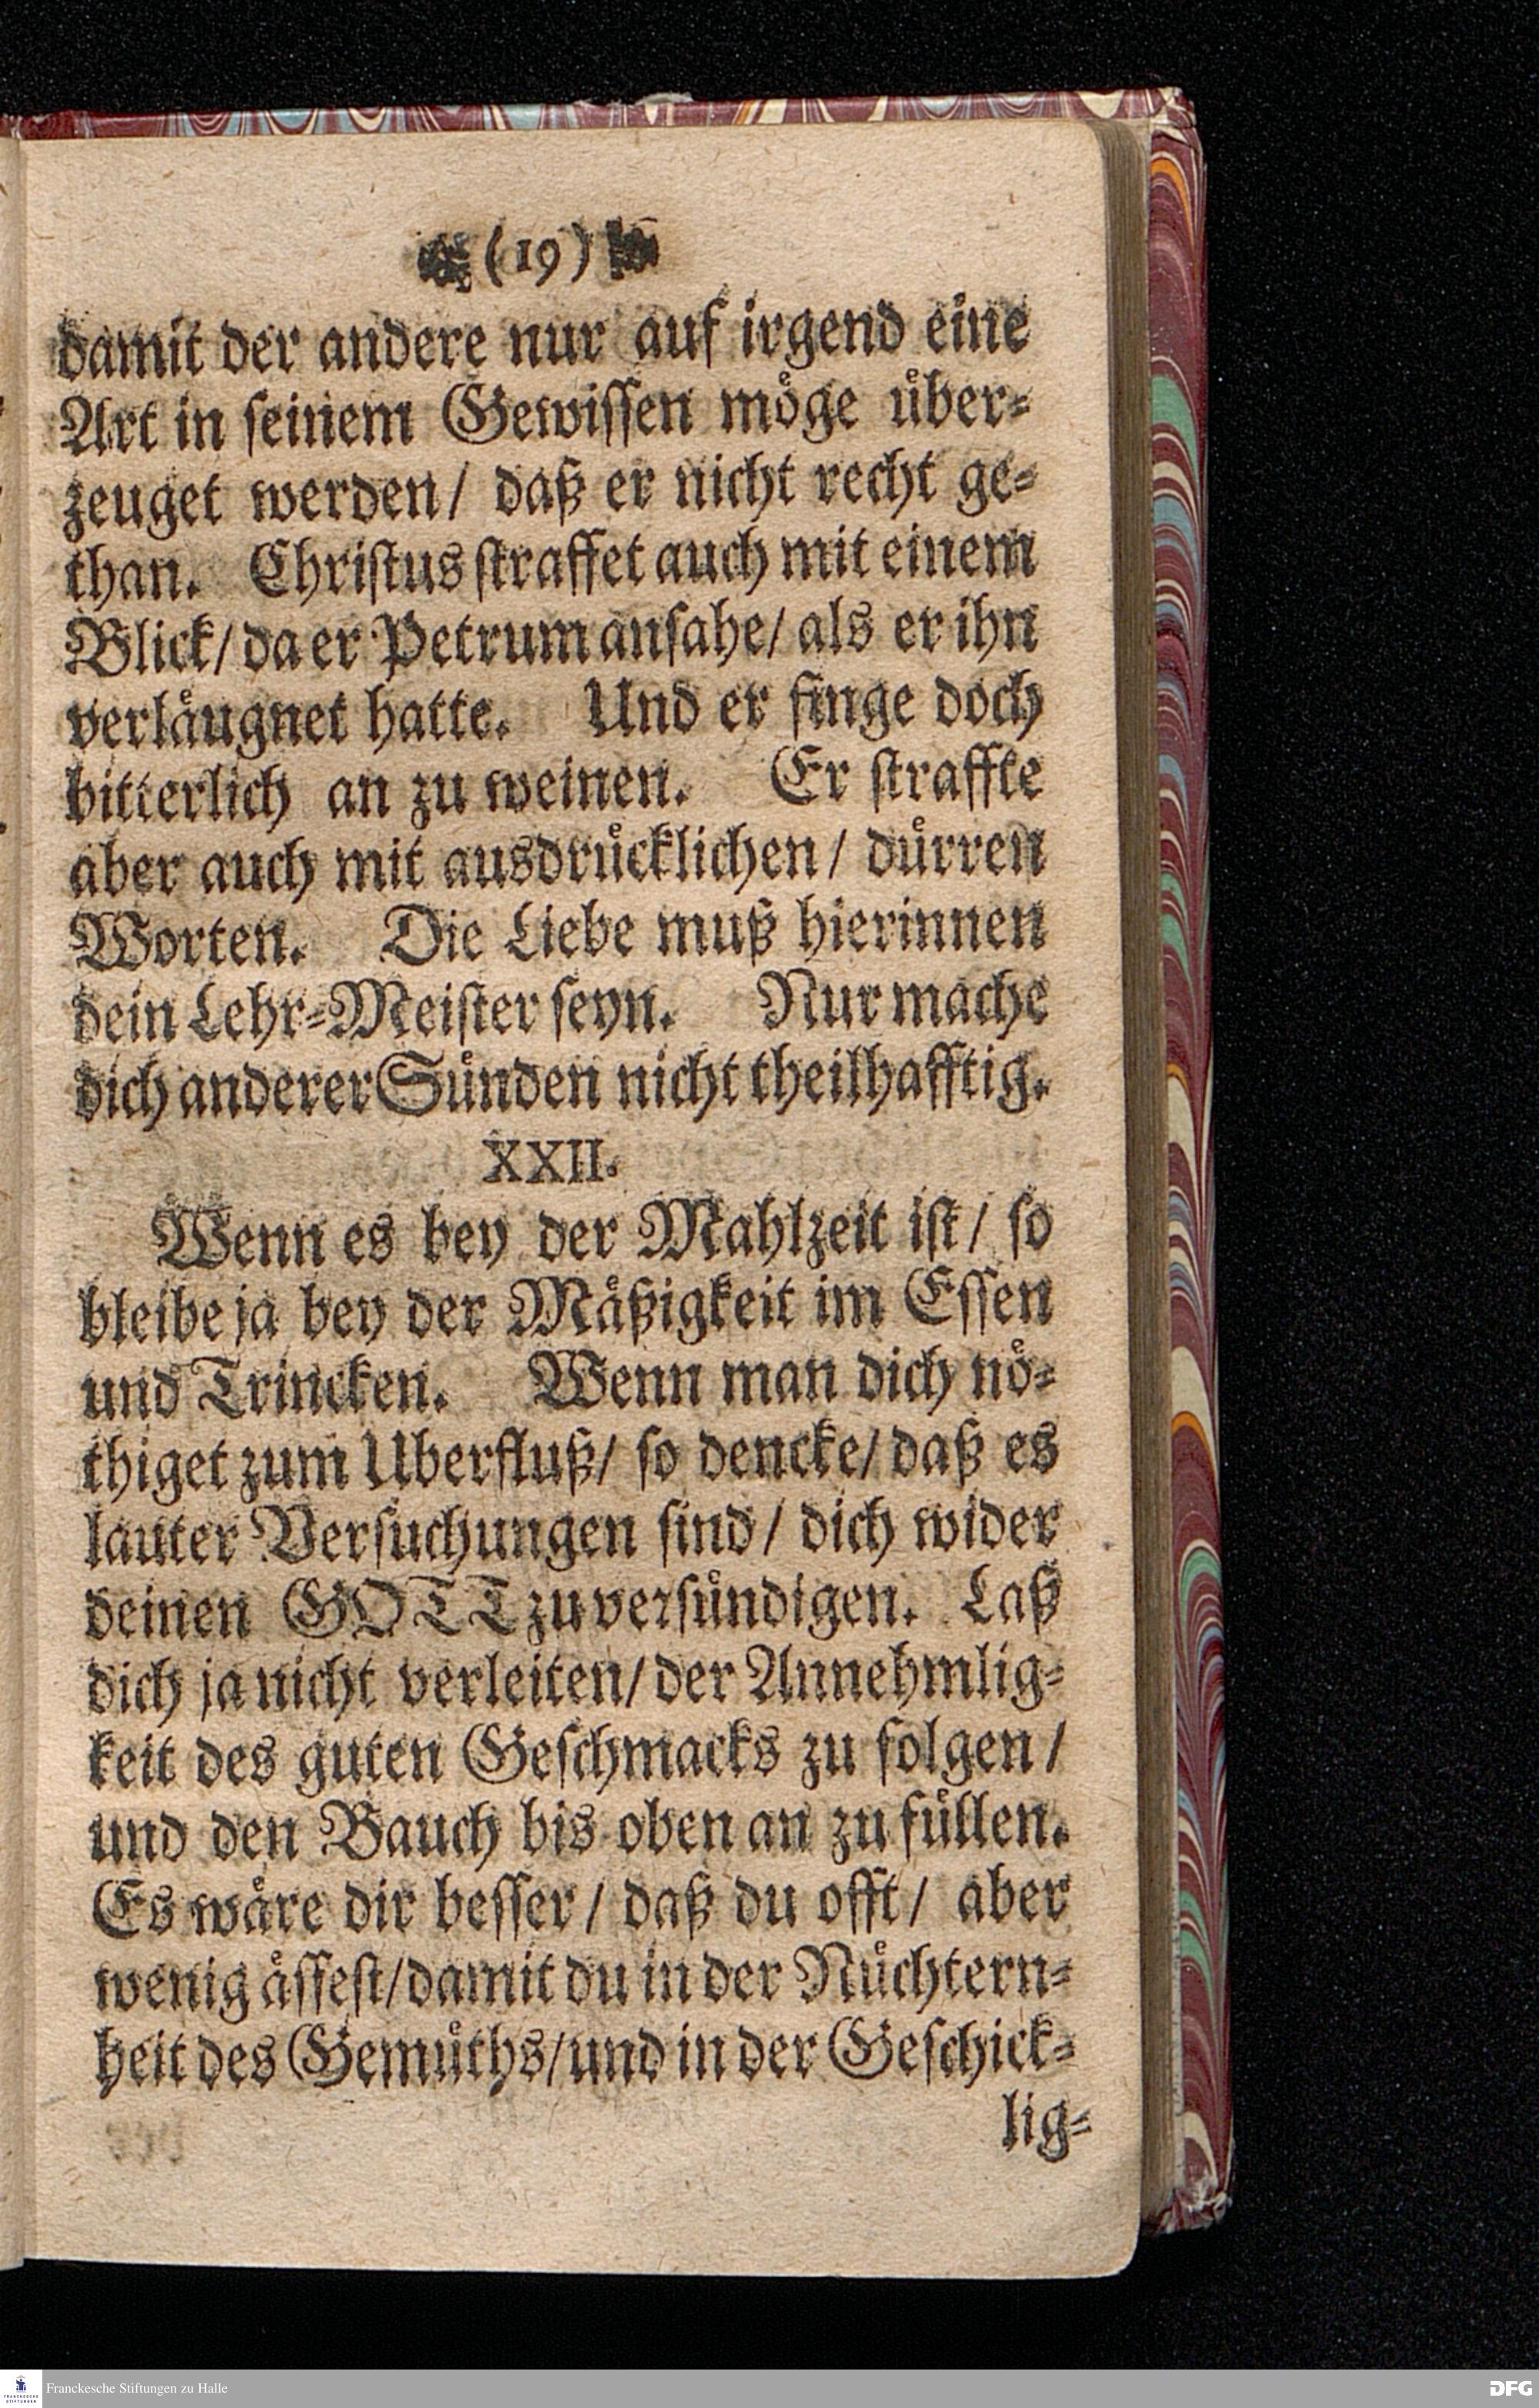 (19)
damit der andere nur auf irgend eine
Art in seinem Gewissen möge über-
zeuget werden/ daß er nicht recht ge-
than. Christus straffet auch mit einem
Blick/ da er Petrum ansahe/ als er ihn
verläugnet hatte. Und er finge doch
bitterlich an zu weinen. Er straffte
aber auch mit ausdrücklichen/ dürren
Worten. Die Liebe muß hierinnen
dein Lehr-Meister seyn. Nur mache
dich anderer Sünden nicht theilhafftig.
XXII.
Wenn es bey der Mahlzeit ist/ so
bleibe ja bey der Mäßigkeit im Essen
und Trincken. Wenn man dich nö-
thiget zum Uberfluß/ so dencke/ daß es
lauter Versuchungen sind/ dich wider
deinen GOTT zu versündigen. Laß
dich ja nicht verleiten/ der Annehmlig-
keit des guten Geschmacks zu folgen/
und den Bauch bis oben an zu füllen.
Es wäre dir besser/ daß du offt/ aber
wenig ässest/ damit du in der Nüchtern-
heit des Gemüths/ und in der Geschick-
lig-
Franckesche Stiftungen zu Halle
DFG